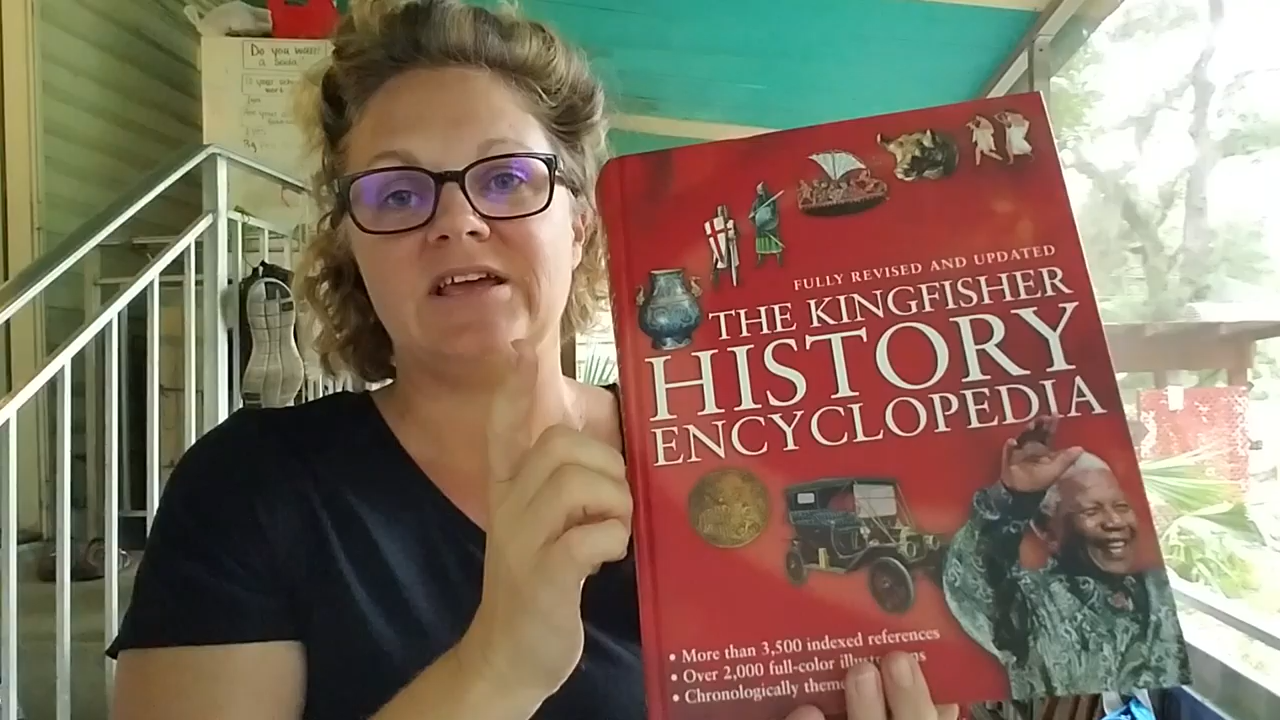 Do you want
a book?
FULLY REVISED AND UPDATED
THE KINGFISHER
HISTORY
ENCYCLOPEDIA
• More than 3,500 indexed references
• Over 2,000 full-color
• Chronologically